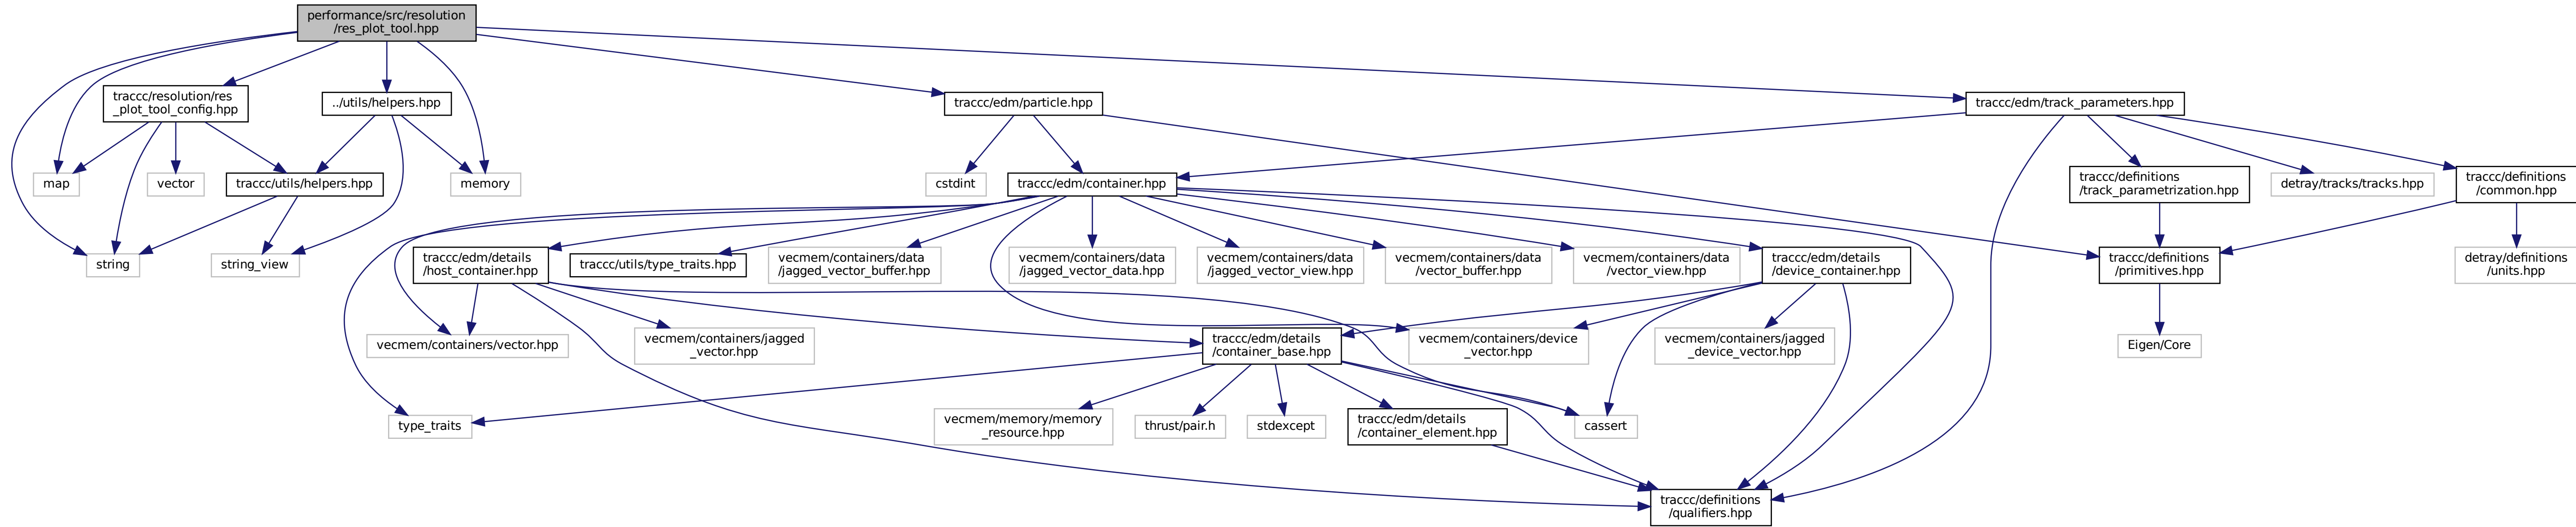 performance/src/resolution
/res_plot_tool.hpp
traccc/resolution/res
_plot_tool_config.hpp
../utils/helpers.hpp
traccc/edm/particle.hpp
traccc/edm/track_parameters.hpp
map
vector
traccc/utils/helpers.hpp
memory
cstdint
traccc/edm/container.hpp
traccc/definitions
/track_parametrization.hpp
detray/tracks/tracks.hpp
traccc/definitions
/common.hpp
string
string_view
traccc/edm/details
/host_container.hpp
traccc/utils/type_traits.hpp
vecmem/containers/data
/jagged_vector_buffer.hpp
vecmem/containers/data
/jagged_vector_data.hpp
vecmem/containers/data
/jagged_vector_view.hpp
vecmem/containers/data
/vector_buffer.hpp
vecmem/containers/data
/vector_view.hpp
traccc/edm/details
/device_container.hpp
traccc/definitions
/primitives.hpp
detray/definitions
/units.hpp
vecmem/containers/vector.hpp
vecmem/containers/jagged
_vector.hpp
traccc/edm/details
/container_base.hpp
vecmem/containers/device
_vector.hpp
vecmem/containers/jagged
_device_vector.hpp
Eigen/Core
type_traits
vecmem/memory/memory
_resource.hpp
thrust/pair.h
stdexcept
traccc/edm/details
/container_element.hpp
cassert
traccc/definitions
/qualifiers.hpp